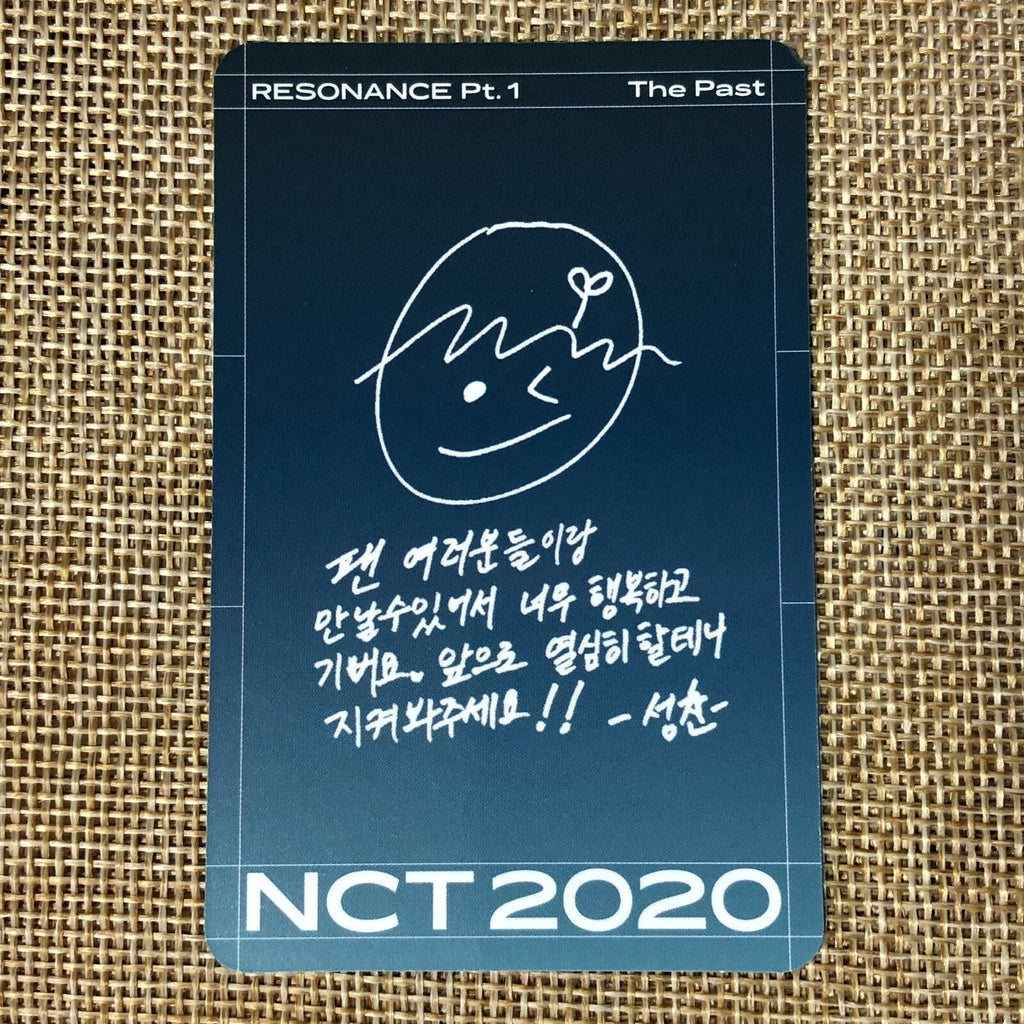 RESONANCE Pt. 1 The Past
팬 여러분들이랑
만날수있어서 너무 행복하고
기뻐요. 앞으로 열심히 할테니
지켜봐주세요!! -성찬-
NCT 2020